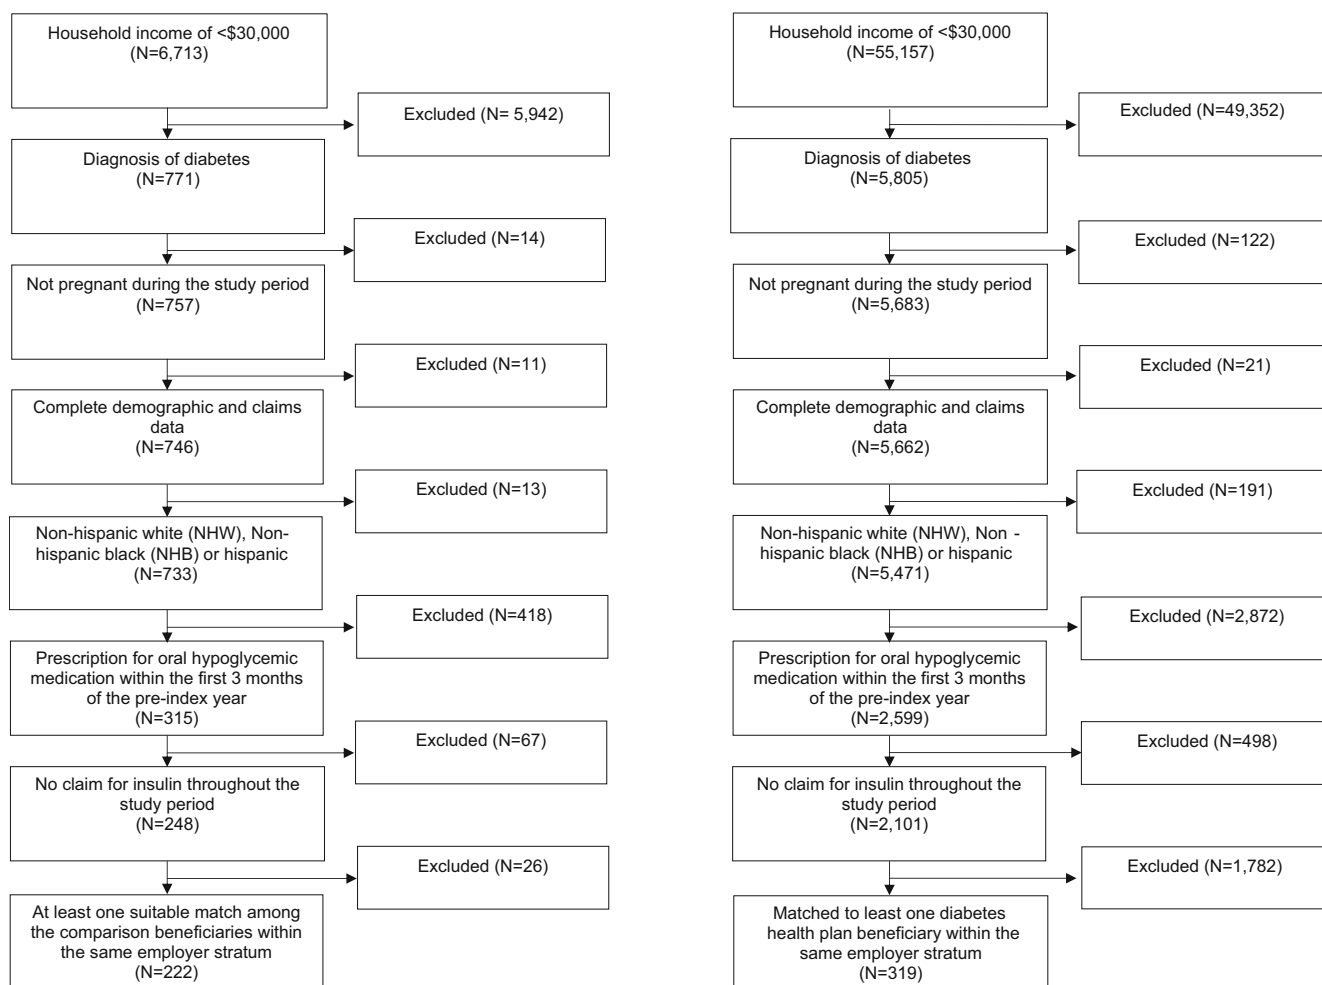 Household income of <$30,000
(N=6,713)
Excluded (N= 5,942)
Diagnosis of diabetes
(N=771)
Excluded (N=14)
Not pregnant during the study period
(N=757)
Excluded (N=11)
Complete demographic and claims
data
(N=746)
Excluded (N=13)
Non-hispanic white (NHW), Non-
hispanic black (NHB) or hispanic
(N=733)
Excluded (N=418)
Prescription for oral hypoglycemic
medication within the first 3 months
of the pre-index year
(N=315)
Excluded (N=67)
No claim for insulin throughout the
study period
(N=248)
Excluded (N=26)
At least one suitable match among
the comparison beneficiaries within
the same employer stratum
(N=222)
Household income of <$30,000
(N=55,157)
Excluded (N=49,352)
Diagnosis of diabetes
(N=5,805)
Excluded (N=122)
Not pregnant during the study period
(N=5,683)
Excluded (N=21)
Complete demographic and claims
data
(N=5,662)
Excluded (N=191)
Non-hispanic white (NHW), Non -
hispanic black (NHB) or hispanic
(N=5,471)
Excluded (N=2,872)
Prescription for oral hypoglycemic
medication within the first 3 months
of the pre-index year
(N=2,599)
Excluded (N=498)
No claim for insulin throughout the
study period
(N=2,101)
Excluded (N=1,782)
Matched to least one diabetes
health plan beneficiary within the
same employer stratum
(N=319)